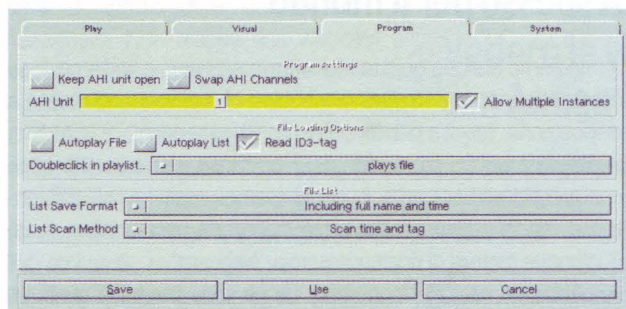 Play Visual Program System
Program settings
Keep AHI unit open Swap AHI Channels
AHI Unit 1 Allow Multiple Instances
File Loading Options
Autoplay File Autoplay List Read ID3-tag
Doubleclick in playlist... plays file
File List
List Save Format Including full name and time
List Scan Method Scan time and tag
Save Use Cancel